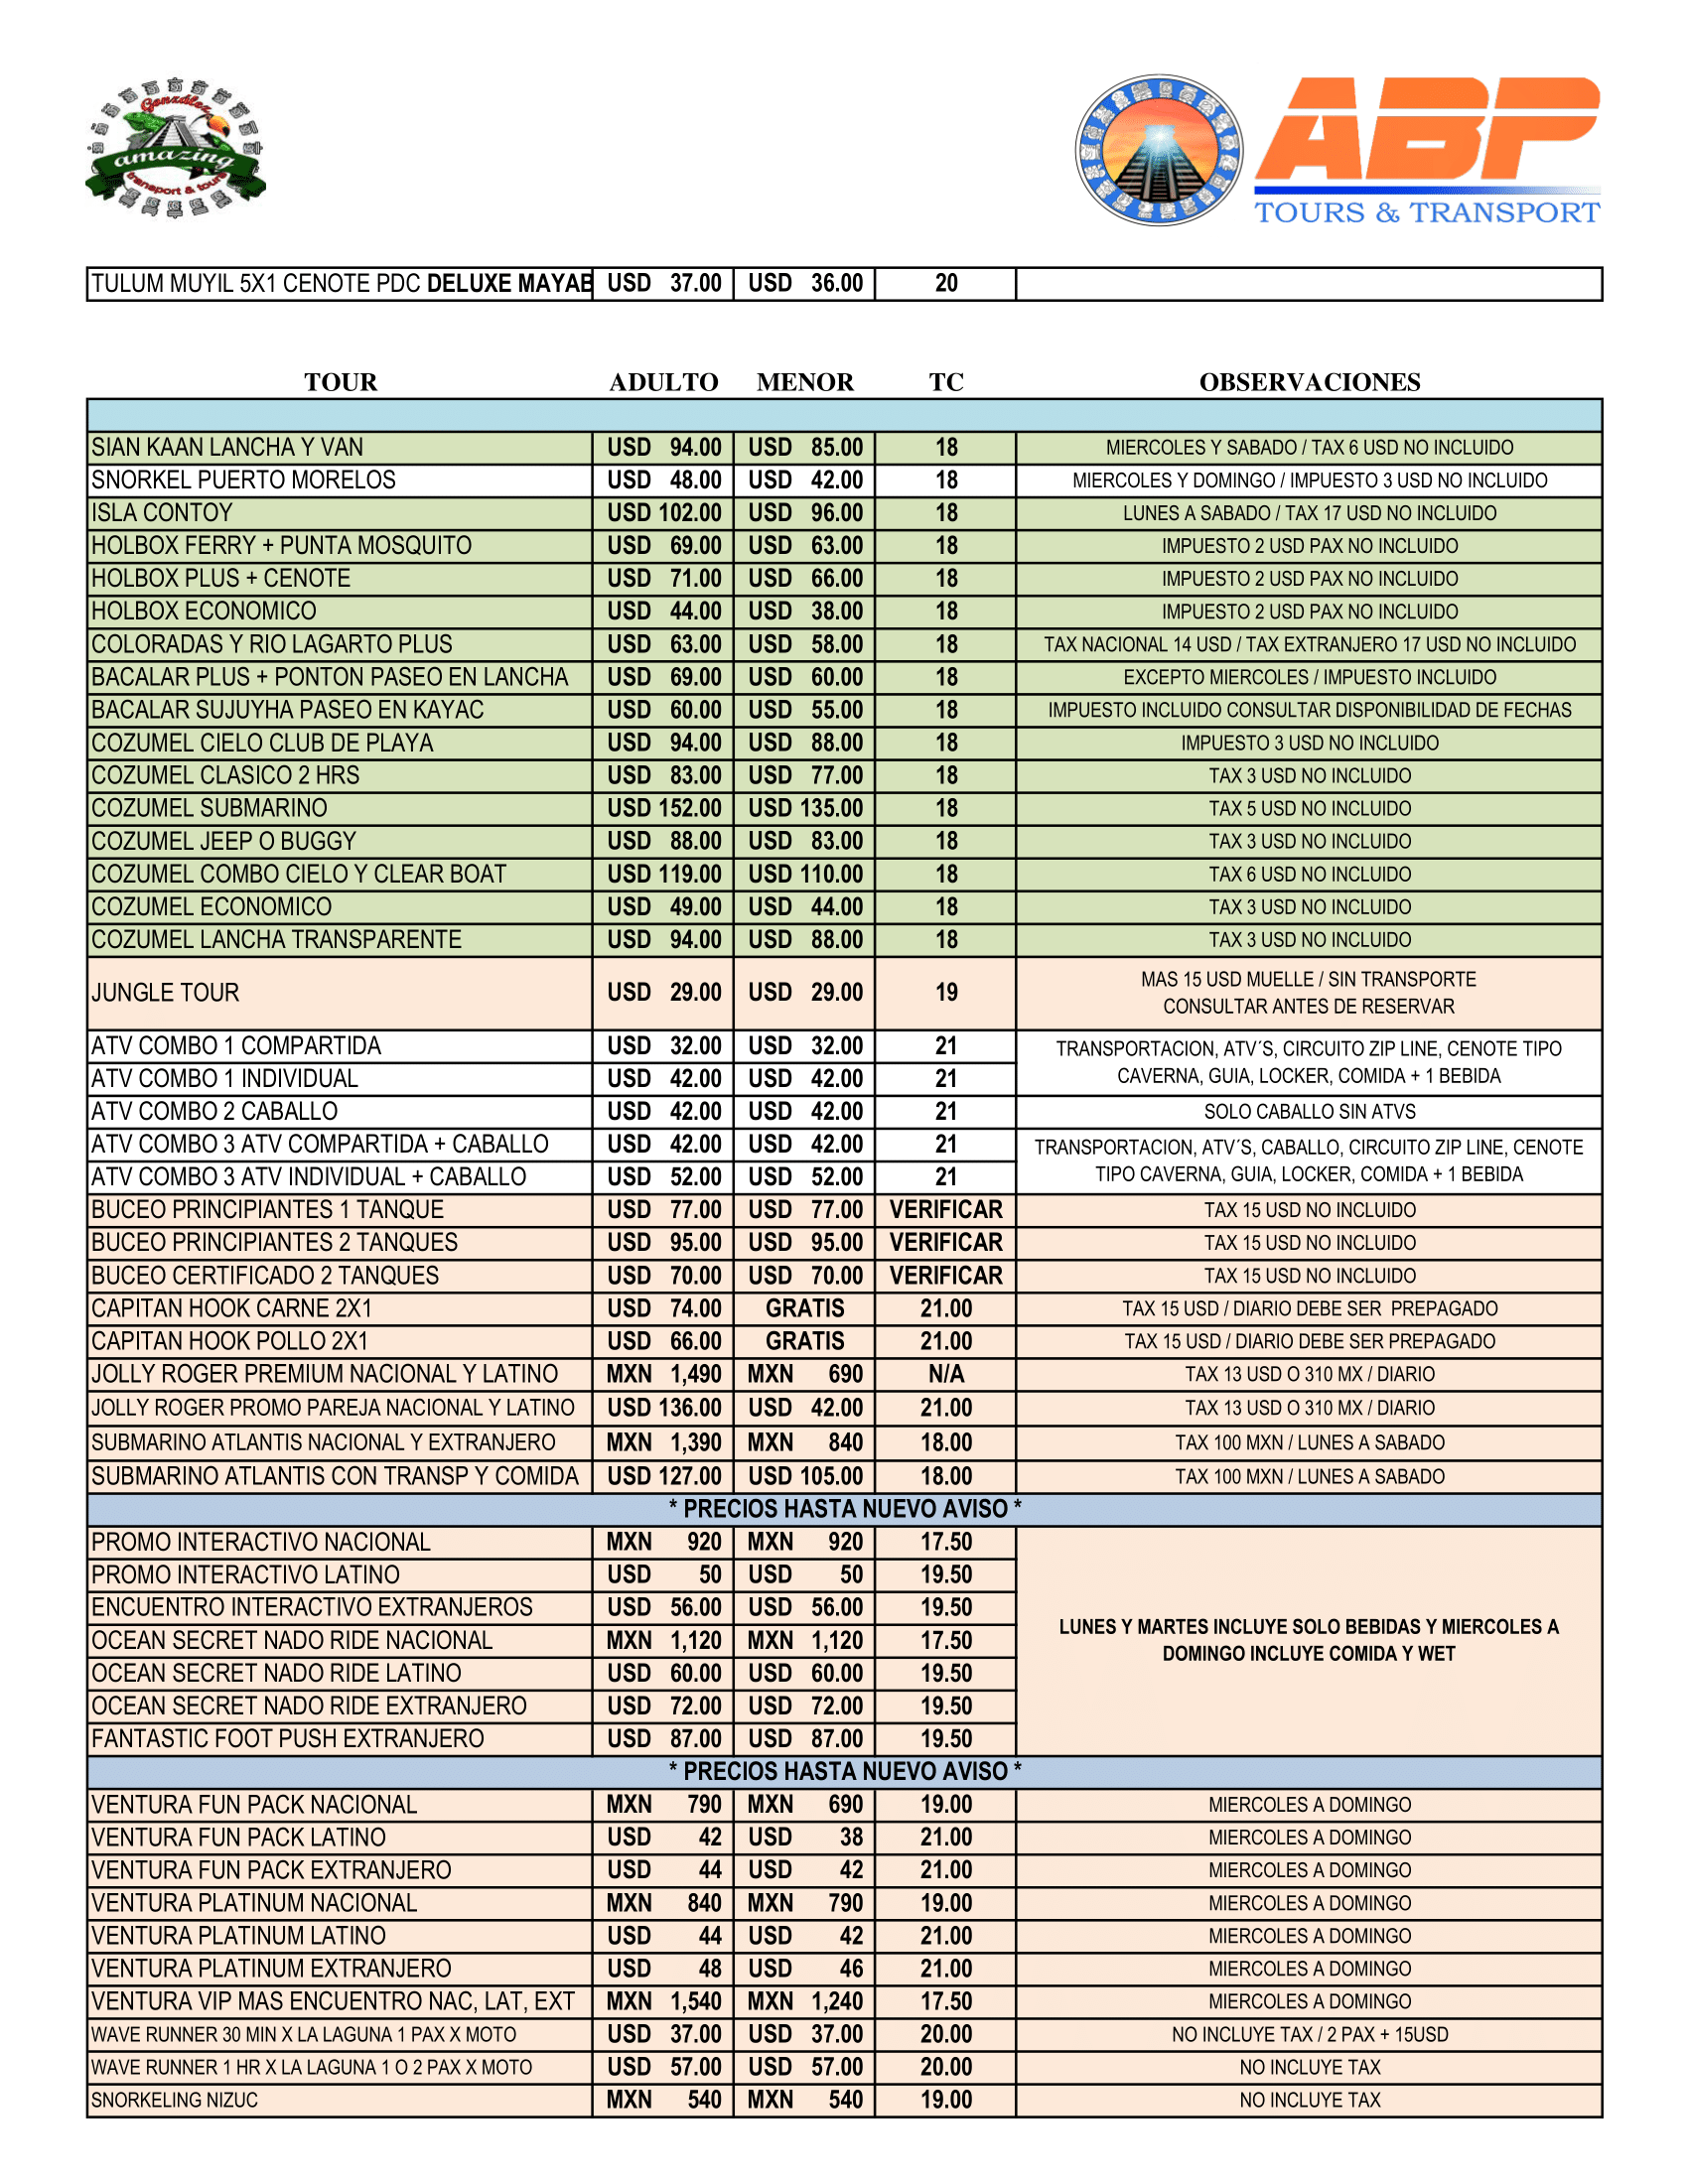 González
amazing
transport & tours
ABP
TOURS & TRANSPORT
TULUM MUYIL 5X1 CENOTE PDC DELUXE MAYAB USD 37.00 USD 36.00 20
TOUR ADULTO MENOR TC OBSERVACIONES
SIAN KAAN LANCHA Y VAN USD 94.00 USD 85.00 18 MIERCOLES Y SABADO / TAX 6 USD NO INCLUIDO
SNORKEL PUERTO MORELOS USD 48.00 USD 42.00 18 MIERCOLES Y DOMINGO / IMPUESTO 3 USD NO INCLUIDO
ISLA CONTOY USD 102.00 USD 96.00 18 LUNES A SABADO / TAX 17 USD NO INCLUIDO
HOLBOX FERRY + PUNTA MOSQUITO USD 69.00 USD 63.00 18 IMPUESTO 2 USD PAX NO INCLUIDO
HOLBOX PLUS + CENOTE USD 71.00 USD 66.00 18 IMPUESTO 2 USD PAX NO INCLUIDO
HOLBOX ECONOMICO USD 44.00 USD 38.00 18 IMPUESTO 2 USD PAX NO INCLUIDO
COLORADAS Y RIO LAGARTO PLUS USD 63.00 USD 58.00 18 TAX NACIONAL 14 USD / TAX EXTRANJERO 17 USD NO INCLUIDO
BACALAR PLUS + PONTON PASEO EN LANCHA USD 69.00 USD 60.00 18 EXCEPTO MIERCOLES / IMPUESTO INCLUIDO
BACALAR SUJUYHA PASEO EN KAYAC USD 60.00 USD 55.00 18 IMPUESTO INCLUIDO CONSULTAR DISPONIBILIDAD DE FECHAS
COZUMEL CIELO CLUB DE PLAYA USD 94.00 USD 88.00 18 IMPUESTO 3 USD NO INCLUIDO
COZUMEL CLASICO 2 HRS USD 83.00 USD 77.00 18 TAX 3 USD NO INCLUIDO
COZUMEL SUBMARINO USD 152.00 USD 135.00 18 TAX 5 USD NO INCLUIDO
COZUMEL JEEP O BUGGY USD 88.00 USD 83.00 18 TAX 3 USD NO INCLUIDO
COZUMEL COMBO CIELO Y CLEAR BOAT USD 119.00 USD 110.00 18 TAX 6 USD NO INCLUIDO
COZUMEL ECONOMICO USD 49.00 USD 44.00 18 TAX 3 USD NO INCLUIDO
COZUMEL LANCHA TRANSPARENTE USD 94.00 USD 88.00 18 TAX 3 USD NO INCLUIDO
JUNGLE TOUR USD 29.00 USD 29.00 19 MAS 15 USD MUELLE / SIN TRANSPORTE
CONSULTAR ANTES DE RESERVAR
ATV COMBO 1 COMPARTIDA USD 32.00 USD 32.00 21 TRANSPORTACION, ATV´S, CIRCUITO ZIP LINE, CENOTE TIPO
ATV COMBO 1 INDIVIDUAL USD 42.00 USD 42.00 21 CAVERNA, GUIA, LOCKER, COMIDA + 1 BEBIDA
ATV COMBO 2 CABALLO USD 42.00 USD 42.00 21 SOLO CABALLO SIN ATVS
ATV COMBO 3 ATV COMPARTIDA + CABALLO USD 42.00 USD 42.00 21 TRANSPORTACION, ATV´S, CABALLO, CIRCUITO ZIP LINE, CENOTE
ATV COMBO 3 ATV INDIVIDUAL + CABALLO USD 52.00 USD 52.00 21 TIPO CAVERNA, GUIA, LOCKER, COMIDA + 1 BEBIDA
BUCEO PRINCIPIANTES 1 TANQUE USD 77.00 USD 77.00 VERIFICAR TAX 15 USD NO INCLUIDO
BUCEO PRINCIPIANTES 2 TANQUES USD 95.00 USD 95.00 VERIFICAR TAX 15 USD NO INCLUIDO
BUCEO CERTIFICADO 2 TANQUES USD 70.00 USD 70.00 VERIFICAR TAX 15 USD NO INCLUIDO
CAPITAN HOOK CARNE 2X1 USD 74.00 GRATIS 21.00 TAX 15 USD / DIARIO DEBE SER PREPAGADO
CAPITAN HOOK POLLO 2X1 USD 66.00 GRATIS 21.00 TAX 15 USD / DIARIO DEBE SER PREPAGADO
JOLLY ROGER PREMIUM NACIONAL Y LATINO MXN 1,490 MXN 690 N/A TAX 13 USD O 310 MX / DIARIO
JOLLY ROGER PROMO PAREJA NACIONAL Y LATINO USD 136.00 USD 42.00 21.00 TAX 13 USD O 310 MX / DIARIO
SUBMARINO ATLANTIS NACIONAL Y EXTRANJERO MXN 1,390 MXN 840 18.00 TAX 100 MXN / LUNES A SABADO
SUBMARINO ATLANTIS CON TRANSP Y COMIDA USD 127.00 USD 105.00 18.00 TAX 100 MXN / LUNES A SABADO
* PRECIOS HASTA NUEVO AVISO *
PROMO INTERACTIVO NACIONAL MXN 920 MXN 920 17.50
PROMO INTERACTIVO LATINO USD 50 USD 50 19.50
ENCUENTRO INTERACTIVO EXTRANJEROS USD 56.00 USD 56.00 19.50
OCEAN SECRET NADO RIDE NACIONAL MXN 1,120 MXN 1,120 17.50
OCEAN SECRET NADO RIDE LATINO USD 60.00 USD 60.00 19.50
OCEAN SECRET NADO RIDE EXTRANJERO USD 72.00 USD 72.00 19.50
FANTASTIC FOOT PUSH EXTRANJERO USD 87.00 USD 87.00 19.50
LUNES Y MARTES INCLUYE SOLO BEBIDAS Y MIERCOLES A
DOMINGO INCLUYE COMIDA Y WET
* PRECIOS HASTA NUEVO AVISO *
VENTURA FUN PACK NACIONAL MXN 790 MXN 690 19.00 MIERCOLES A DOMINGO
VENTURA FUN PACK LATINO USD 42 USD 38 21.00 MIERCOLES A DOMINGO
VENTURA FUN PACK EXTRANJERO USD 44 USD 42 21.00 MIERCOLES A DOMINGO
VENTURA PLATINUM NACIONAL MXN 840 MXN 790 19.00 MIERCOLES A DOMINGO
VENTURA PLATINUM LATINO USD 44 USD 42 21.00 MIERCOLES A DOMINGO
VENTURA PLATINUM EXTRANJERO USD 48 USD 46 21.00 MIERCOLES A DOMINGO
VENTURA VIP MAS ENCUENTRO NAC, LAT, EXT MXN 1,540 MXN 1,240 17.50 MIERCOLES A DOMINGO
WAVE RUNNER 30 MIN X LA LAGUNA 1 PAX X MOTO USD 37.00 USD 37.00 20.00 NO INCLUYE TAX / 2 PAX + 15USD
WAVE RUNNER 1 HR X LA LAGUNA 1 O 2 PAX X MOTO USD 57.00 USD 57.00 20.00 NO INCLUYE TAX
SNORKELING NIZUC MXN 540 MXN 540 19.00 NO INCLUYE TAX